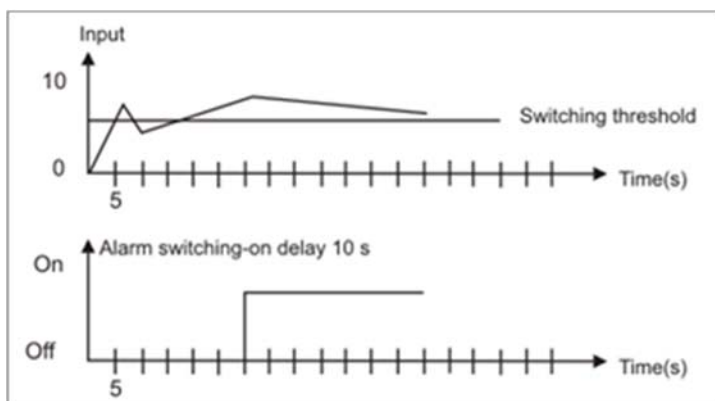 Input
10
Switching threshold
0
Time(s)
5
Alarm switching-on delay 10 s
On
Off
Time(s)
5